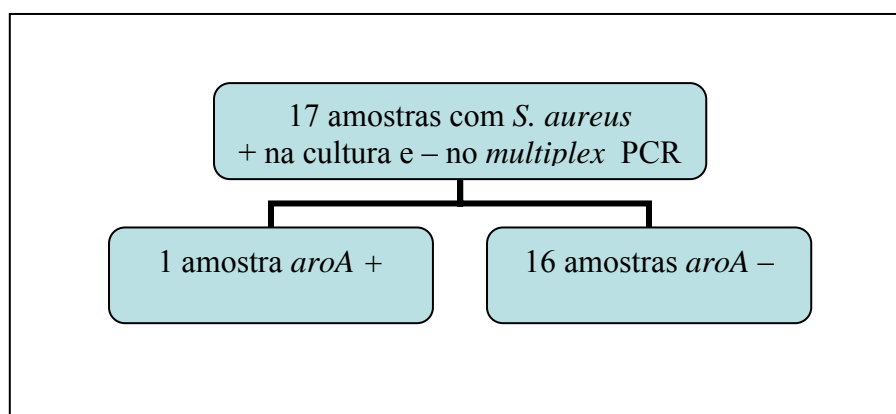 17 amostras com S. aureus
+ na cultura e – no multiplex PCR
1 amostra aroA +
16 amostras aroA –